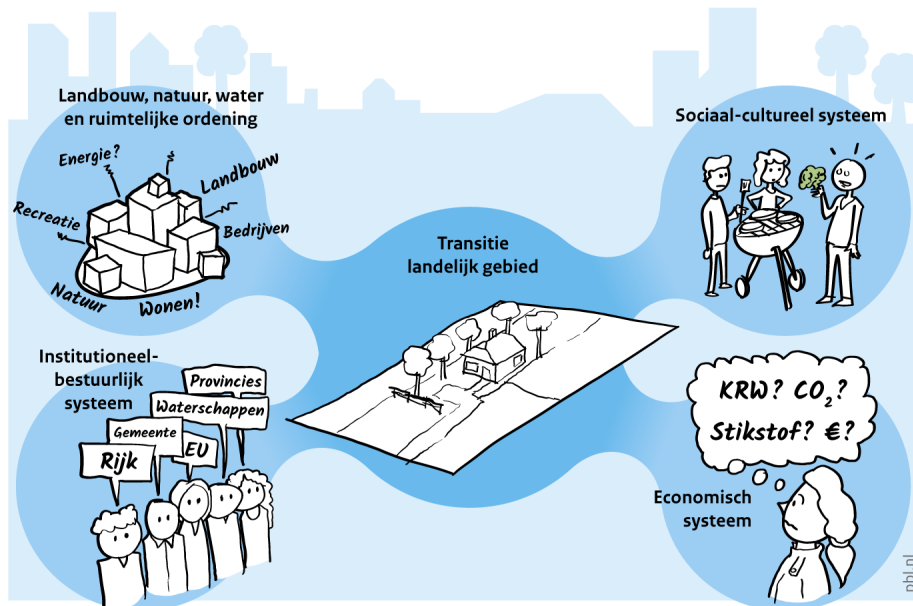 Landbouw, natuur, water
en ruimtelijke ordening
Energie?
Landbouw
Recreatie
Bedrijven
Natuur
Wonen!
Sociaal-cultureel systeem
Transitie
landelijk gebied
Institutioneel-
bestuurlijk
systeem
Provincies
Waterschappen
Gemeente
Rijk
EU
KRW? CO₂?
Stikstof? €?
Economisch
systeem
pbl.nl